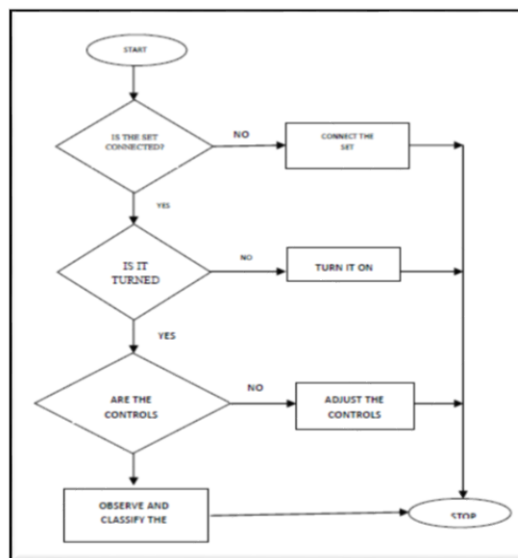 START
IS THE SET
CONNECTED?
NO
CONNECT THE
SET
YES
IS IT
TURNED
NO
TURN IT ON
YES
ARE THE
CONTROLS
NO
ADJUST THE
CONTROLS
OBSERVE AND
CLASSIFY THE
STOP